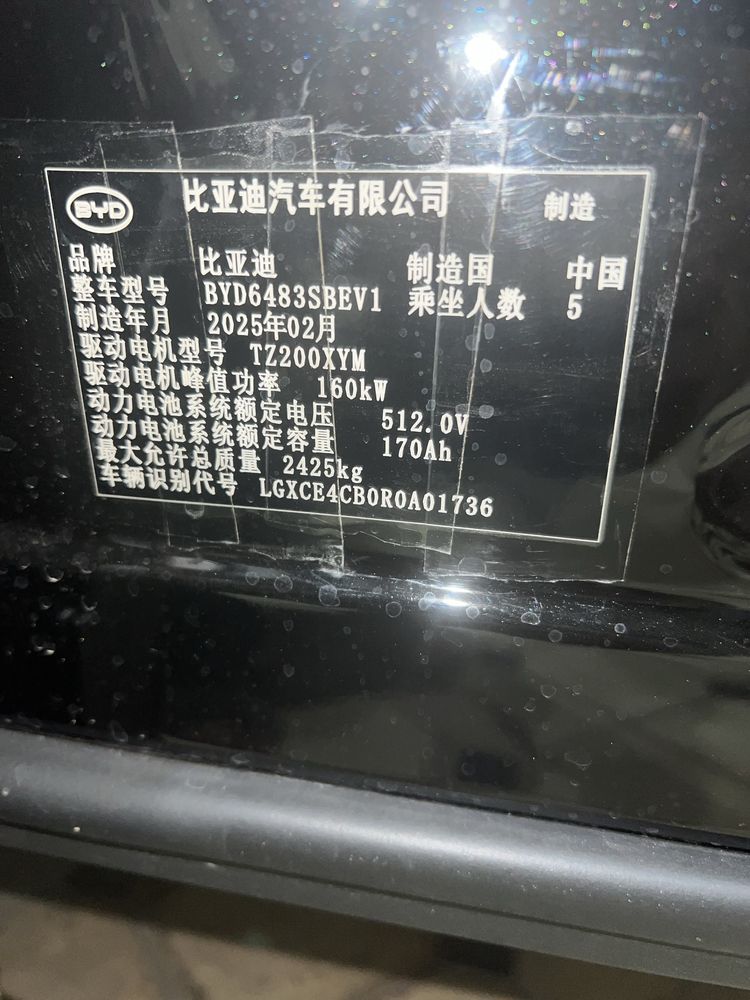 BYD 比亚迪汽车有限公司 制造
品牌 比亚迪 制造国 中国
整车型号 BYD6483SBEV1 乘坐人数 5
制造年月 2025年02月
驱动电机型号 TZ200XYM
驱动电机峰值功率 160kW
动力电池系统额定电压 512.0V
动力电池系统额定容量 170Ah
最大允许总质量 2425kg
车辆识别代号 LGXCE4CB0R0A01736